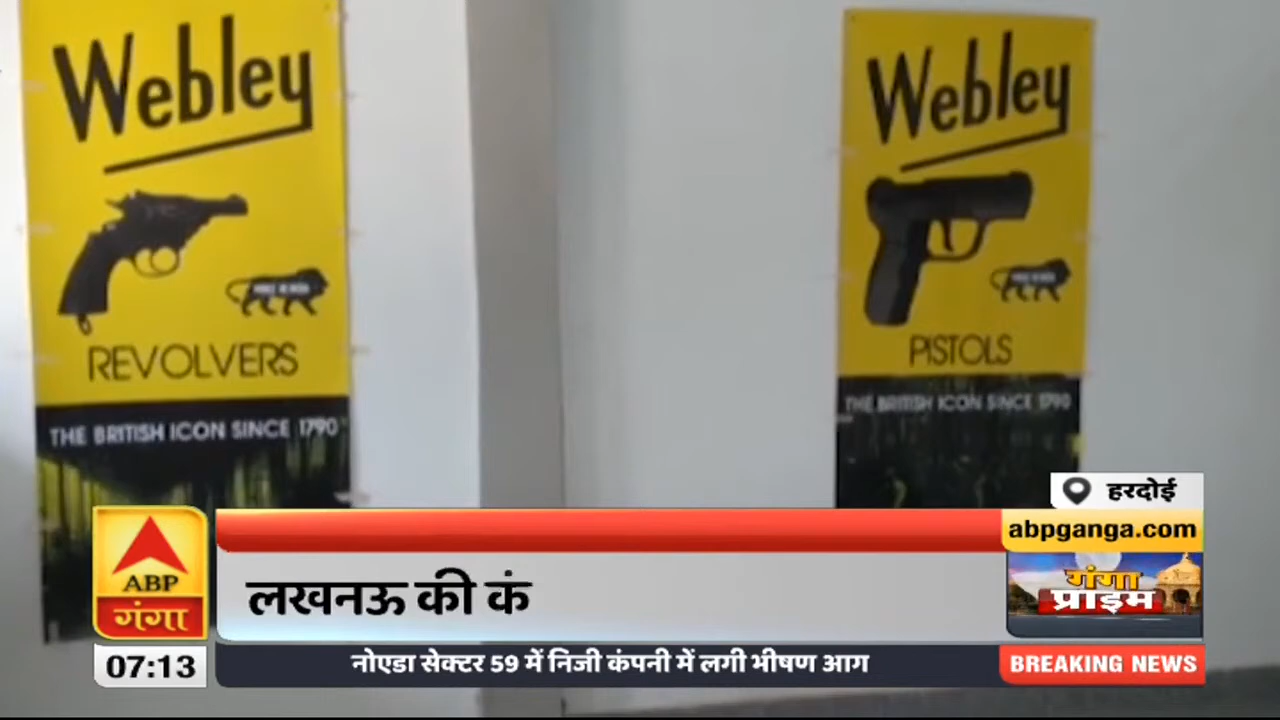 Webley
REVOLVERS
THE BRITISH ICON SINCE 1790
Webley
PISTOLS
THE BRITISH ICON SINCE 1790
हरदोई
abpganga.com
ABP
गंगा
लखनऊ की कं
गंगा
प्राइम
07:13
नोएडा सेक्टर 59 में निजी कंपनी में लगी भीषण आग
BREAKING NEWS